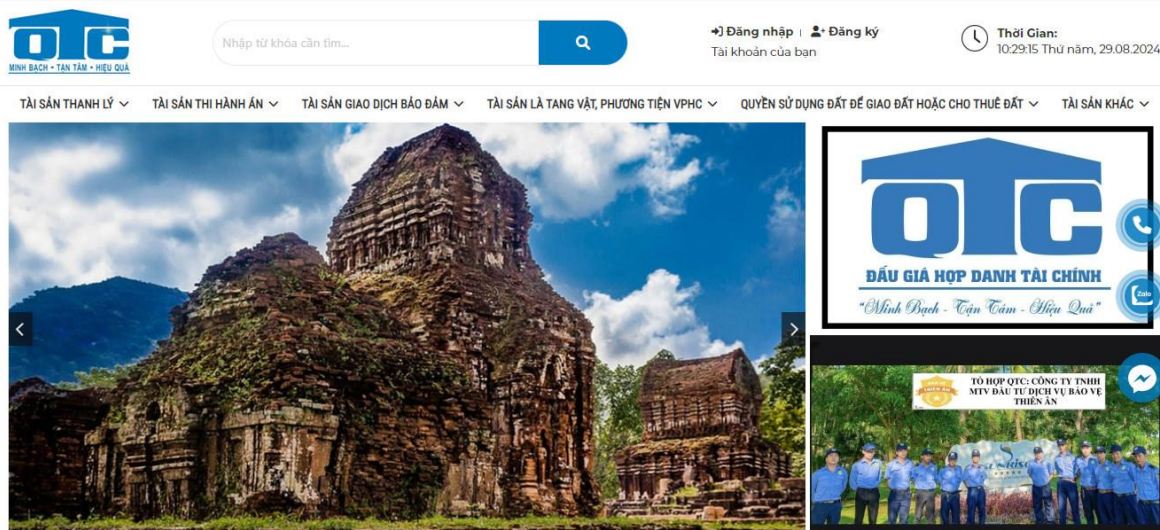 QTC
MINH BẠCH • TẬN TÂM • HIỆU QUẢ
Nhập từ khóa cần tìm...
Đăng nhập | Đăng ký
Tài khoản của bạn
Thời Gian:
10:29:15 Thứ năm, 29.08.2024
TÀI SẢN THANH LÝ
TÀI SẢN THI HÀNH ÁN
TÀI SẢN GIAO DỊCH BẢO ĐẢM
TÀI SẢN LÀ TANG VẬT, PHƯƠNG TIỆN VPHC
QUYỀN SỬ DỤNG ĐẤT ĐỂ GIAO ĐẤT HOẶC CHO THUÊ ĐẤT
TÀI SẢN KHÁC
QTC
ĐẤU GIÁ HỢP DANH TÀI CHÍNH
"Minh Bạch - Tận Tâm - Hiệu Quả"
Zalo
THIÊN ÂN
TỔ HỢP QTC: CÔNG TY TNHH
MTV ĐẦU TƯ DỊCH VỤ BẢO VỆ
THIÊN ÂN